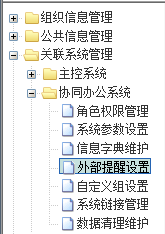 组织信息管理
公共信息管理
关联系统管理
主控系统
协同办公系统
角色权限管理
系统参数设置
信息字典维护
外部提醒设置
自定义组设置
系统链接管理
数据清理维护